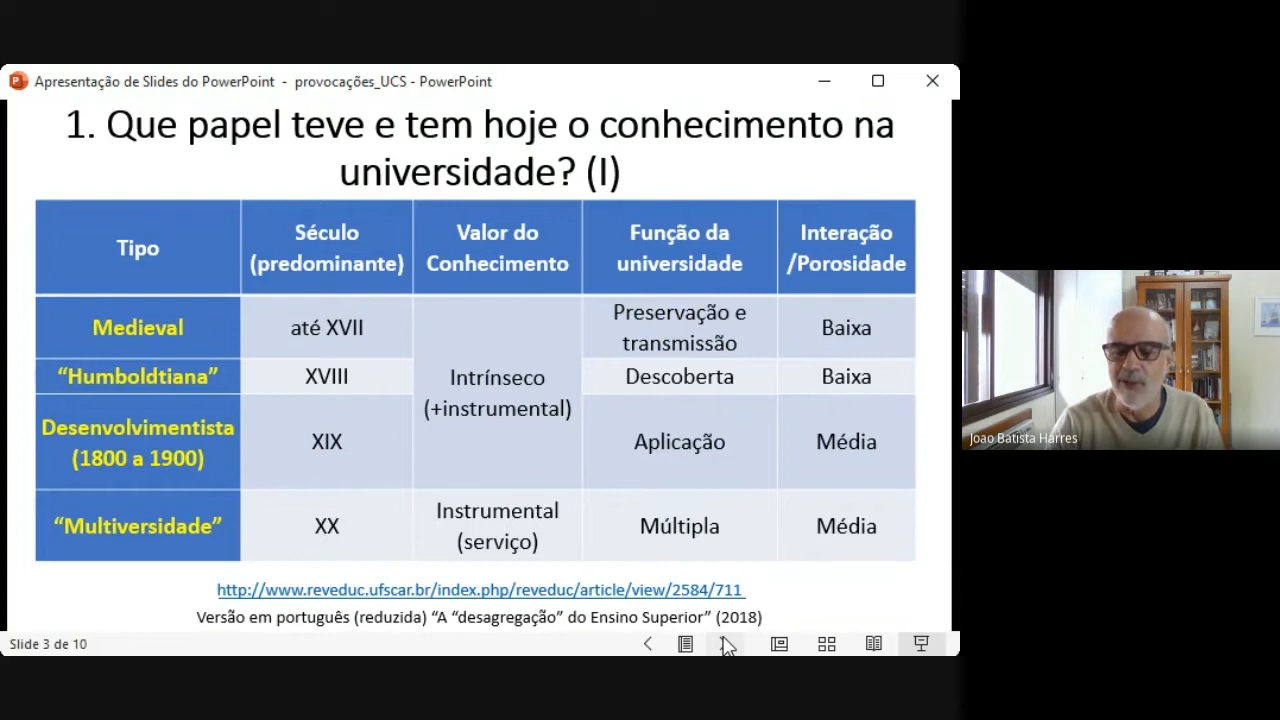 Apresentação de Slides do PowerPoint - provocações_UCS - PowerPoint
1. Que papel teve e tem hoje o conhecimento na
universidade? (I)
Tipo
Século
(predominante)
Valor do
Conhecimento
Função da
universidade
Interação
/Porosidade
Medieval
até XVII
Intrínseco
(+instrumental)
Preservação e
transmissão
Baixa
“Humboldtiana”
XVIII
Descoberta
Baixa
Desenvolvimentista
(1800 a 1900)
XIX
Aplicação
Média
“Multiversidade”
XX
Instrumental
(serviço)
Múltipla
Média
http://www.reveduc.ufscar.br/index.php/reveduc/article/view/2584/711
Versão em português (reduzida) “A “desagregação” do Ensino Superior” (2018)
Slide 3 de 10
Joao Batista Harres